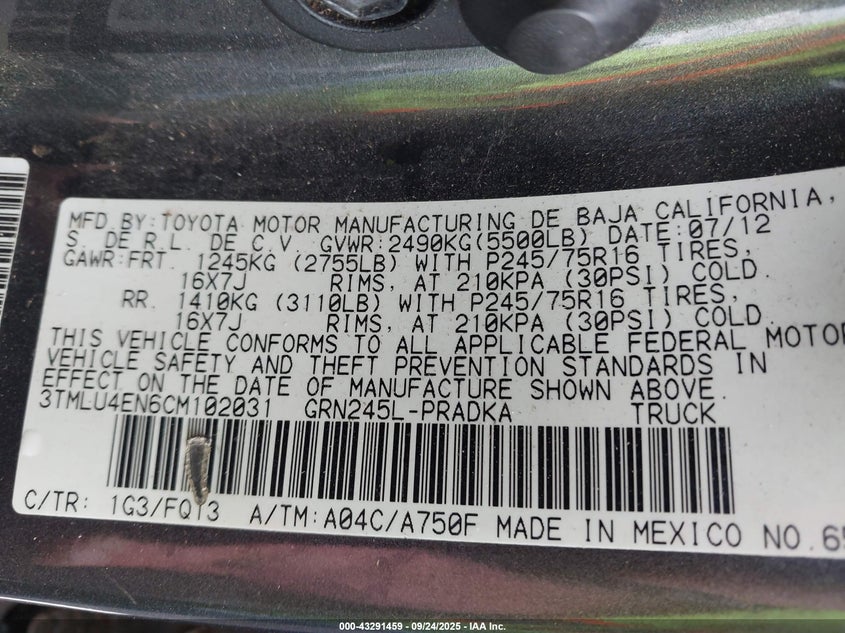 MFD BY:TOYOTA MOTOR MANUFACTURING DE BAJA CALIFORNIA,
S. DE R.L. DE C.V. GVWR:2490KG(5500LB) DATE:07/12
GAWR:FRT. 1245KG (2755LB) WITH P245/75R16 TIRES,
16X7J RIMS, AT 210KPA (30PSI) COLD.
RR. 1410KG (3110LB) WITH P245/75R16 TIRES,
16X7J RIMS, AT 210KPA (30PSI) COLD.
THIS VEHICLE CONFORMS TO ALL APPLICABLE FEDERAL MOTOR
VEHICLE SAFETY AND THEFT PREVENTION STANDARDS IN
EFFECT ON THE DATE OF MANUFACTURE SHOWN ABOVE.
3TMLU4EN6CM102031 GRN245L-PRADKA TRUCK
C/TR: 1G3/FQ13 A/TM:A04C/A750F MADE IN MEXICO NO.65
000-43291459 - 09/24/2025 - IAA Inc.